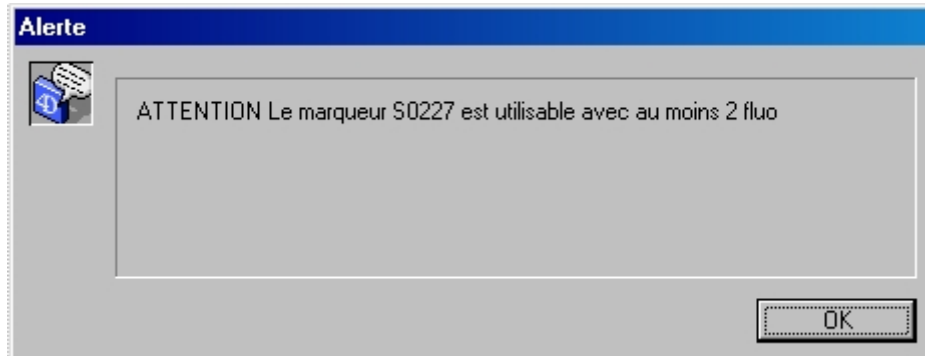 Alerte
ATTENTION Le marqueur S0227 est utilisable avec au moins 2 fluo
OK